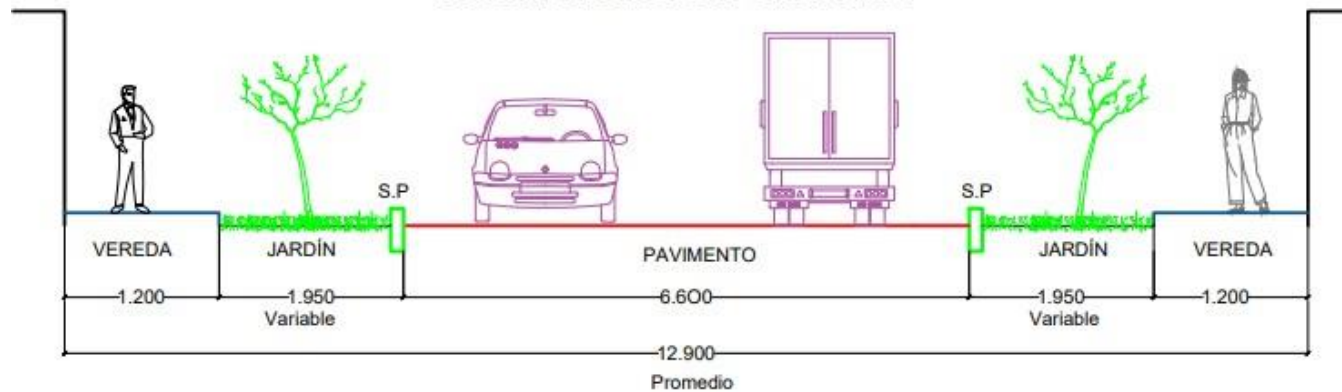 S.P
S.P
VEREDA
JARDÍN
PAVIMENTO
JARDÍN
VEREDA
1.200
1.950
6.600
1.950
1.200
Variable
Variable
12.900
Promedio